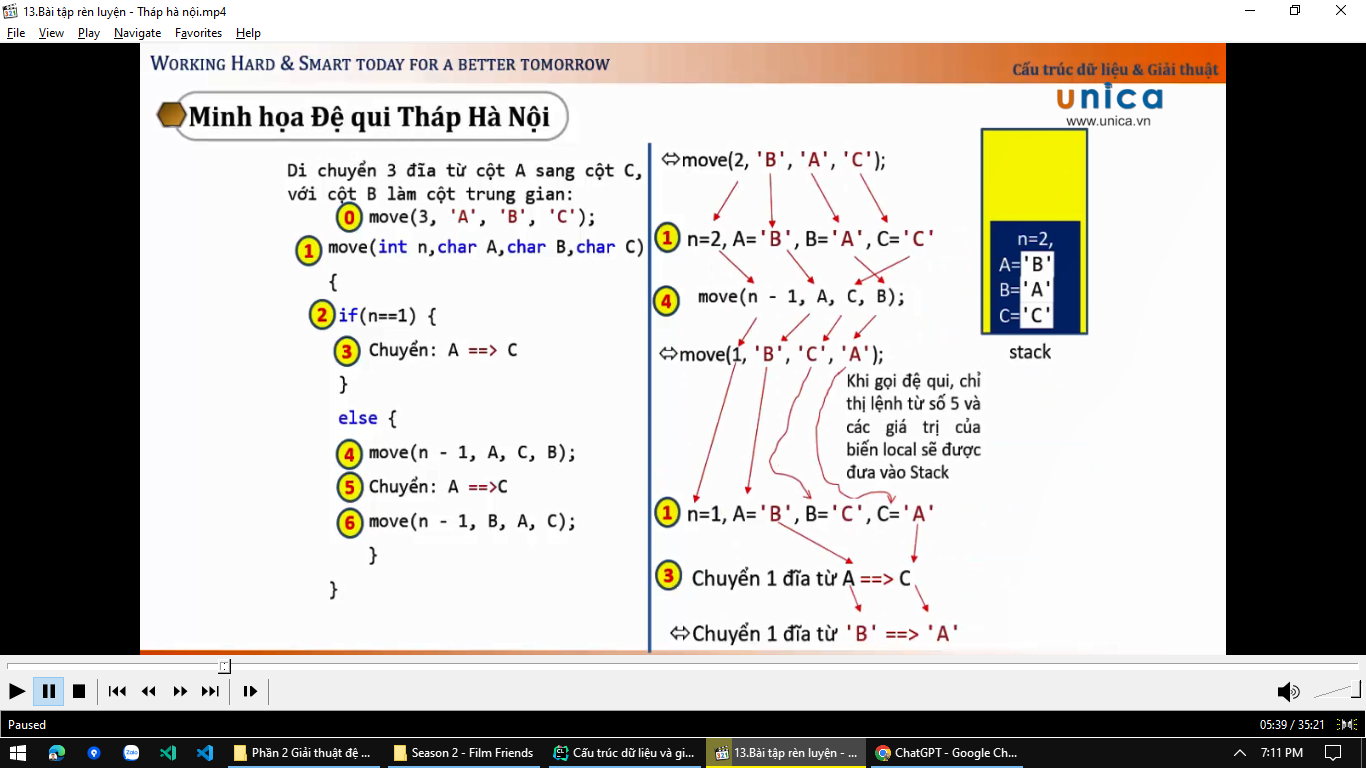 13.Bài tập rèn luyện - Tháp hà nội.mp4
File View Play Navigate Favorites Help
WORKING HARD & SMART TODAY FOR A BETTER TOMORROW
Cấu trúc dữ liệu & Giải thuật
unica
www.unica.vn
Minh họa Đệ qui Tháp Hà Nội
Di chuyển 3 đĩa từ cột A sang cột C,
với cột B làm cột trung gian:
0 move(3, 'A', 'B', 'C');
1 move(int n,char A,char B,char C)
{
2 if(n==1) {
3 Chuyển: A ==> C
}
else {
4 move(n - 1, A, C, B);
5 Chuyển: A ==>C
6 move(n - 1, B, A, C);
}
}
⇔move(2, 'B', 'A', 'C');
1 n=2, A='B', B='A', C='C'
4 move(n - 1, A, C, B);
⇔move(1, 'B', 'C', 'A');
Khi gọi đệ qui, chỉ
thị lệnh từ số 5 và
các giá trị của
biến local sẽ được
đưa vào Stack
1 n=1, A='B', B='C', C='A'
3 Chuyển 1 đĩa từ A ==> C
⇔Chuyển 1 đĩa từ 'B' ==> 'A'
n=2,
A='B'
B='A'
C='C'
stack
Paused
05:39 / 35:21
Phần 2 Giải thuật đệ ...
Season 2 - Film Friends
Cấu trúc dữ liệu và gi...
13.Bài tập rèn luyện - ...
ChatGPT - Google Ch...
7:11 PM